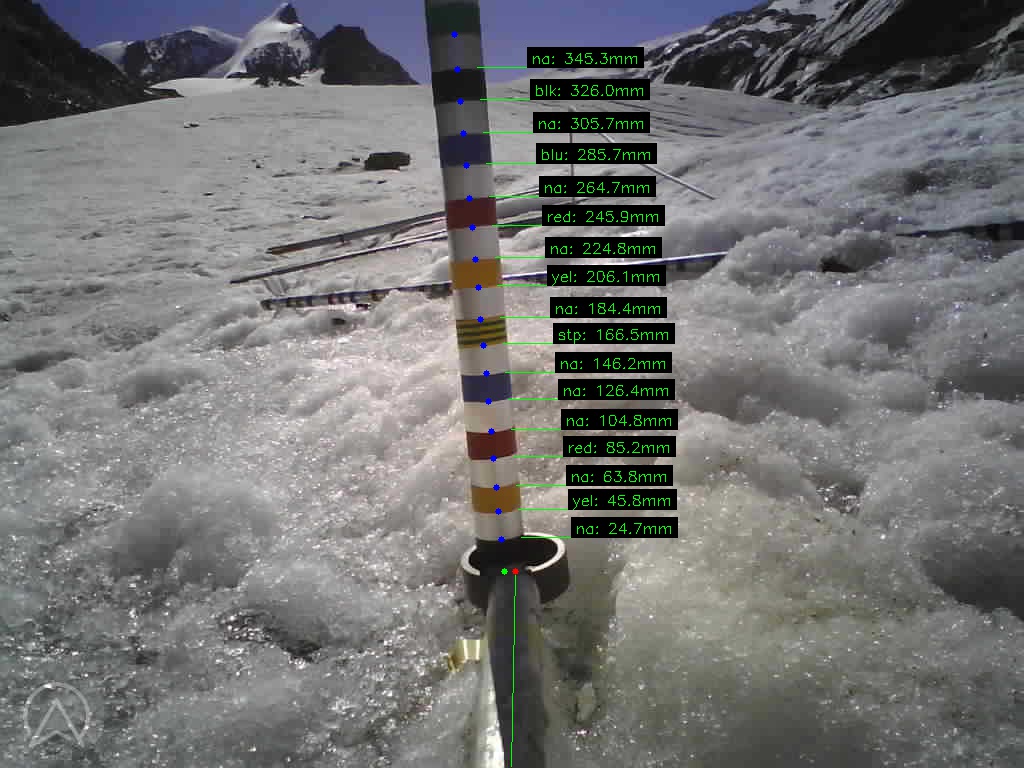 na: 345.3mm
blk: 326.0mm
na: 305.7mm
blu: 285.7mm
na: 264.7mm
red: 245.9mm
na: 224.8mm
yel: 206.1mm
na: 184.4mm
stp: 166.5mm
na: 146.2mm
na: 126.4mm
na: 104.8mm
red: 85.2mm
na: 63.8mm
yel: 45.8mm
na: 24.7mm